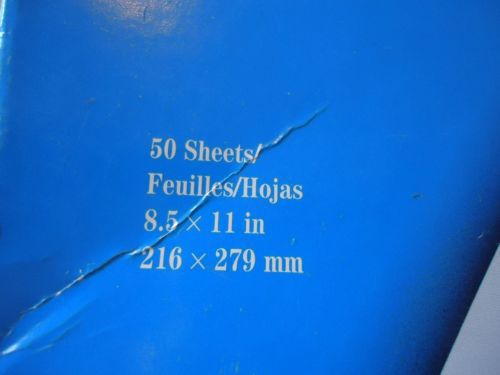 50 Sheets/
Feuilles/Hojas
8.5 × 11 in
216 × 279 mm